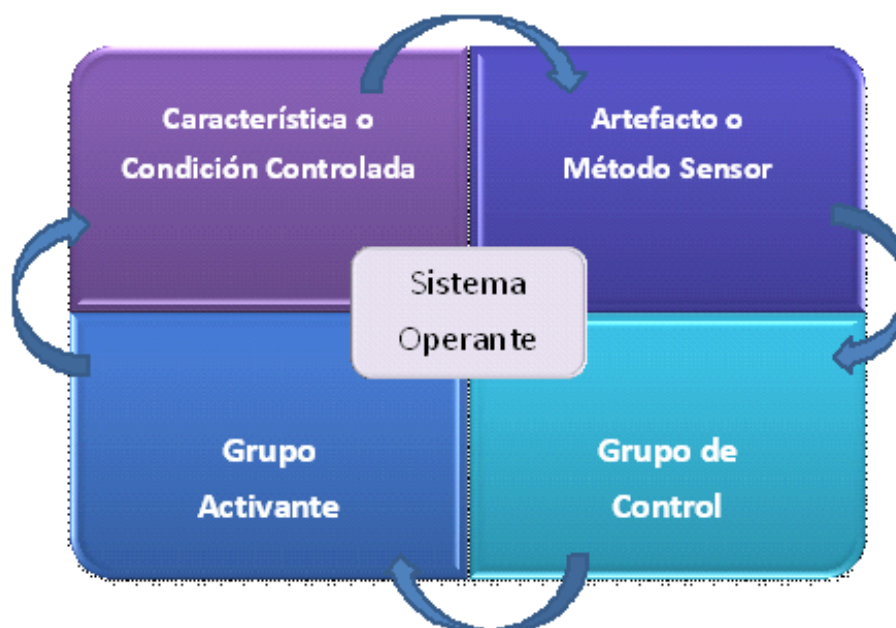 Característica o
Condición Controlada
Artefacto o
Método Sensor
Sistema
Operante
Grupo
Activante
Grupo de
Control